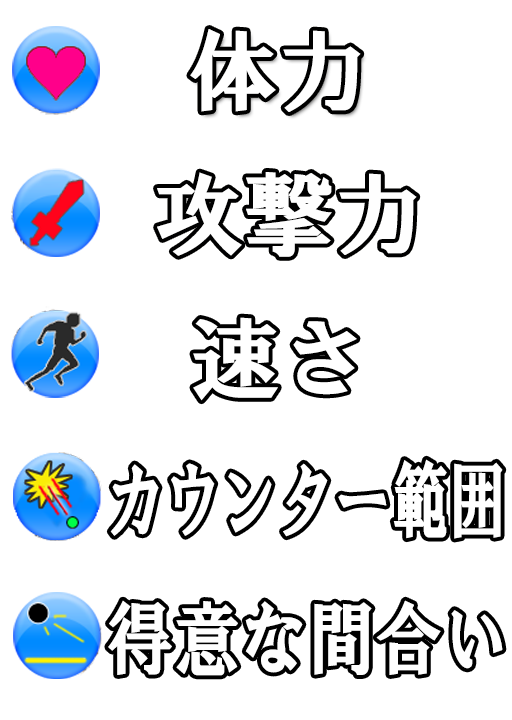 体力
攻撃力
速さ
カウンター範囲
得意な間合い